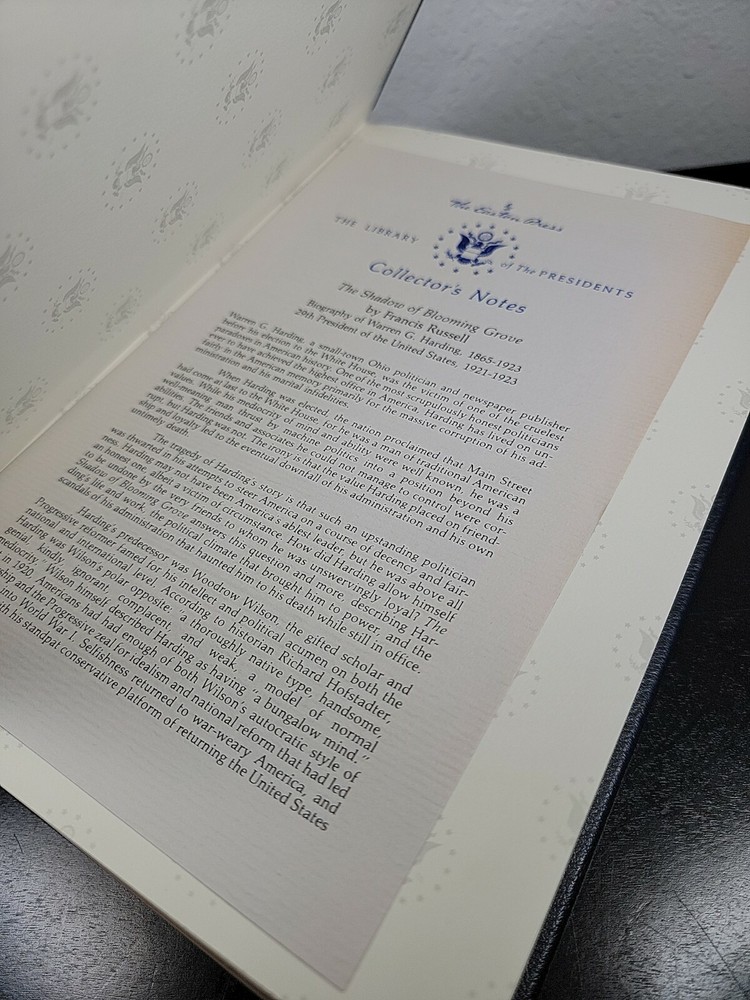 The Easton Press
THE LIBRARY of The PRESIDENTS
Collector's Notes
The Shadow of Blooming Grove
by Francis Russell
Biography of Warren G. Harding, 1865-1923
29th President of the United States, 1921-1923
Warren G. Harding, a small-town Ohio politician and newspaper publisher
before his election to the White House, was the victim of one of the cruelest
paradoxes in American history. One of the most scrupulously honest politicians
ever to have achieved the highest office in America, Harding has lived on un-
fairly in the American memory primarily for the massive corruption of his ad-
ministration and his marital infidelities.
When Harding was elected, the nation proclaimed that Main Street
had come at last to the White House, for he was a man of traditional American
values. While his mediocrity of mind and ability were well known, he was a
well-meaning man, thrust by machine politics into a position beyond his
abilities. The friends and associates he could not manage to control were cor-
rupt, but Harding was not. The irony is that the value Harding placed on friend-
ship and loyalty led to the eventual downfall of his administration and his own
untimely death.
The tragedy of Harding's story is that such an upstanding politician
was thwarted in his attempts to steer America on a course of decency and fair-
ness. Harding may not have been America's ablest leader, but he was above all
an honest one, albeit a victim of circumstance. How did Harding allow himself
to be undone by the very friends to whom he was unswervingly loyal? The
Shadow of Blooming Grove answers this question and more, describing Har-
ding's life and work, the political climate that brought him to power, and the
scandals of his administration that haunted him to his death while still in office.
Harding's predecessor was Woodrow Wilson, the gifted scholar and
Progressive reformer famed for his intellect and political acumen on both the
national and international level. According to historian Richard Hofstadter,
Harding was Wilson's polar opposite: "a thoroughly native type, handsome,
genial, kindly, ignorant, complacent, and weak, a model of normal
mediocrity." Wilson himself described Harding as having "a bungalow mind."
in 1920, Americans had had enough of both Wilson's autocratic style of
ship and the Progressive zeal for idealism and national reform that had led
into World War I. Selfishness returned to war-weary America, and
with his standpat conservative platform of returning the United States